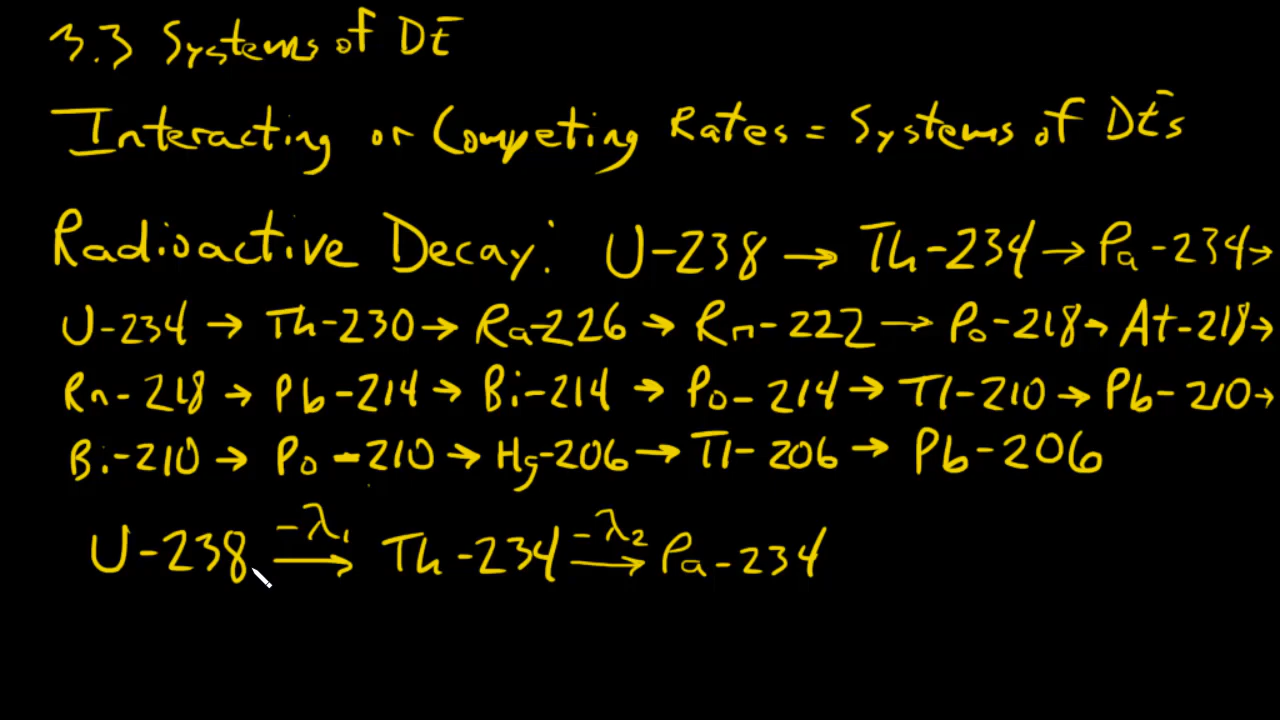 3.3 Systems of DE
Interacting or Competing Rates = Systems of DEs
Radioactive Decay: U-238 → Th-234 → Pa-234 →
U-234 → Th-230 → Ra-226 → Rn-222 → Po-218 → At-218 →
Rn-218 → Pb-214 → Bi-214 → Po-214 → Tl-210 → Pb-210 →
Bi-210 → Po-210 → Hg-206 → Tl-206 → Pb-206
U-238 -λ₁→ Th-234 -λ₂→ Pa-234